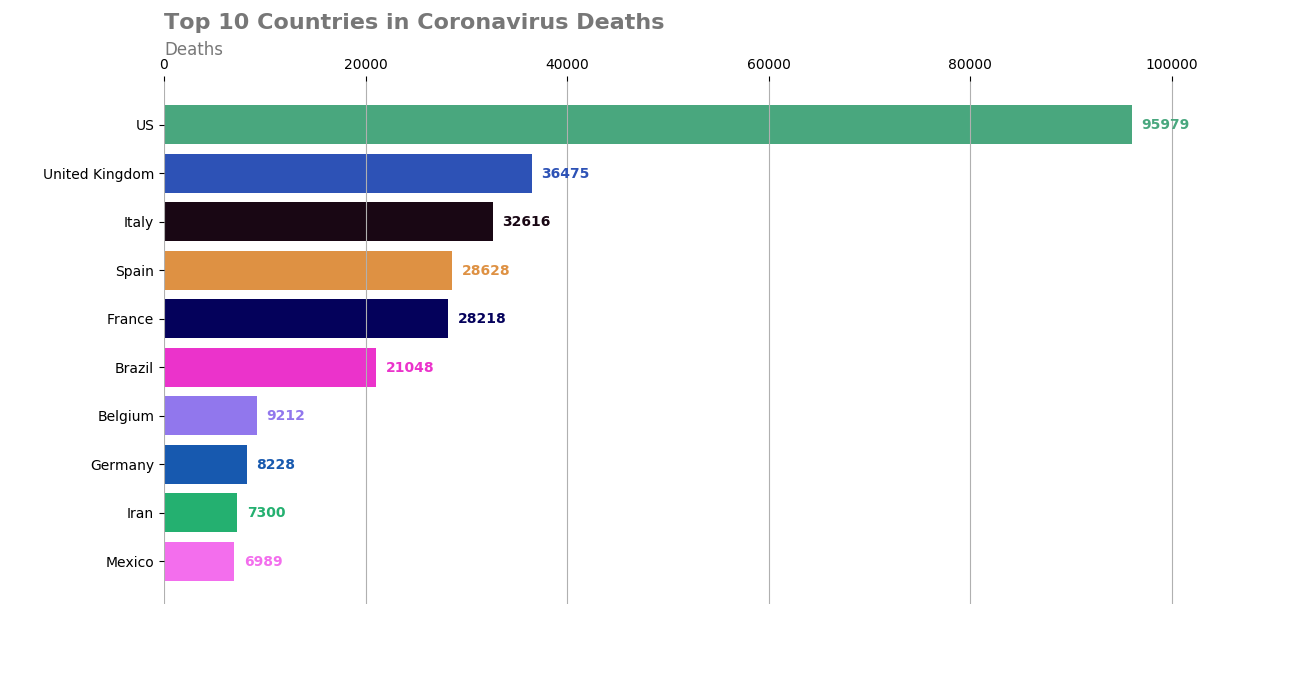 Top 10 Countries in Coronavirus Deaths
Deaths
0 20000 40000 60000 80000 100000
US 95979
United Kingdom 36475
Italy 32616
Spain 28628
France 28218
Brazil 21048
Belgium 9212
Germany 8228
Iran 7300
Mexico 6989